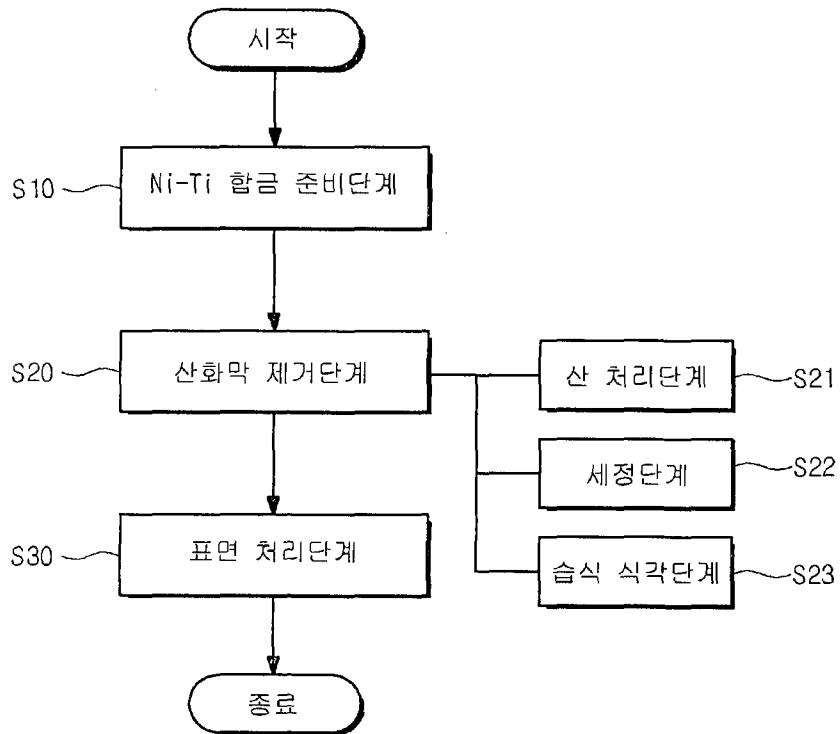 시작
S10
Ni-Ti 합금 준비단계
S20
산화막 제거단계
산 처리단계
S21
세정단계
S22
습식 식각단계
S23
S30
표면 처리단계
종료